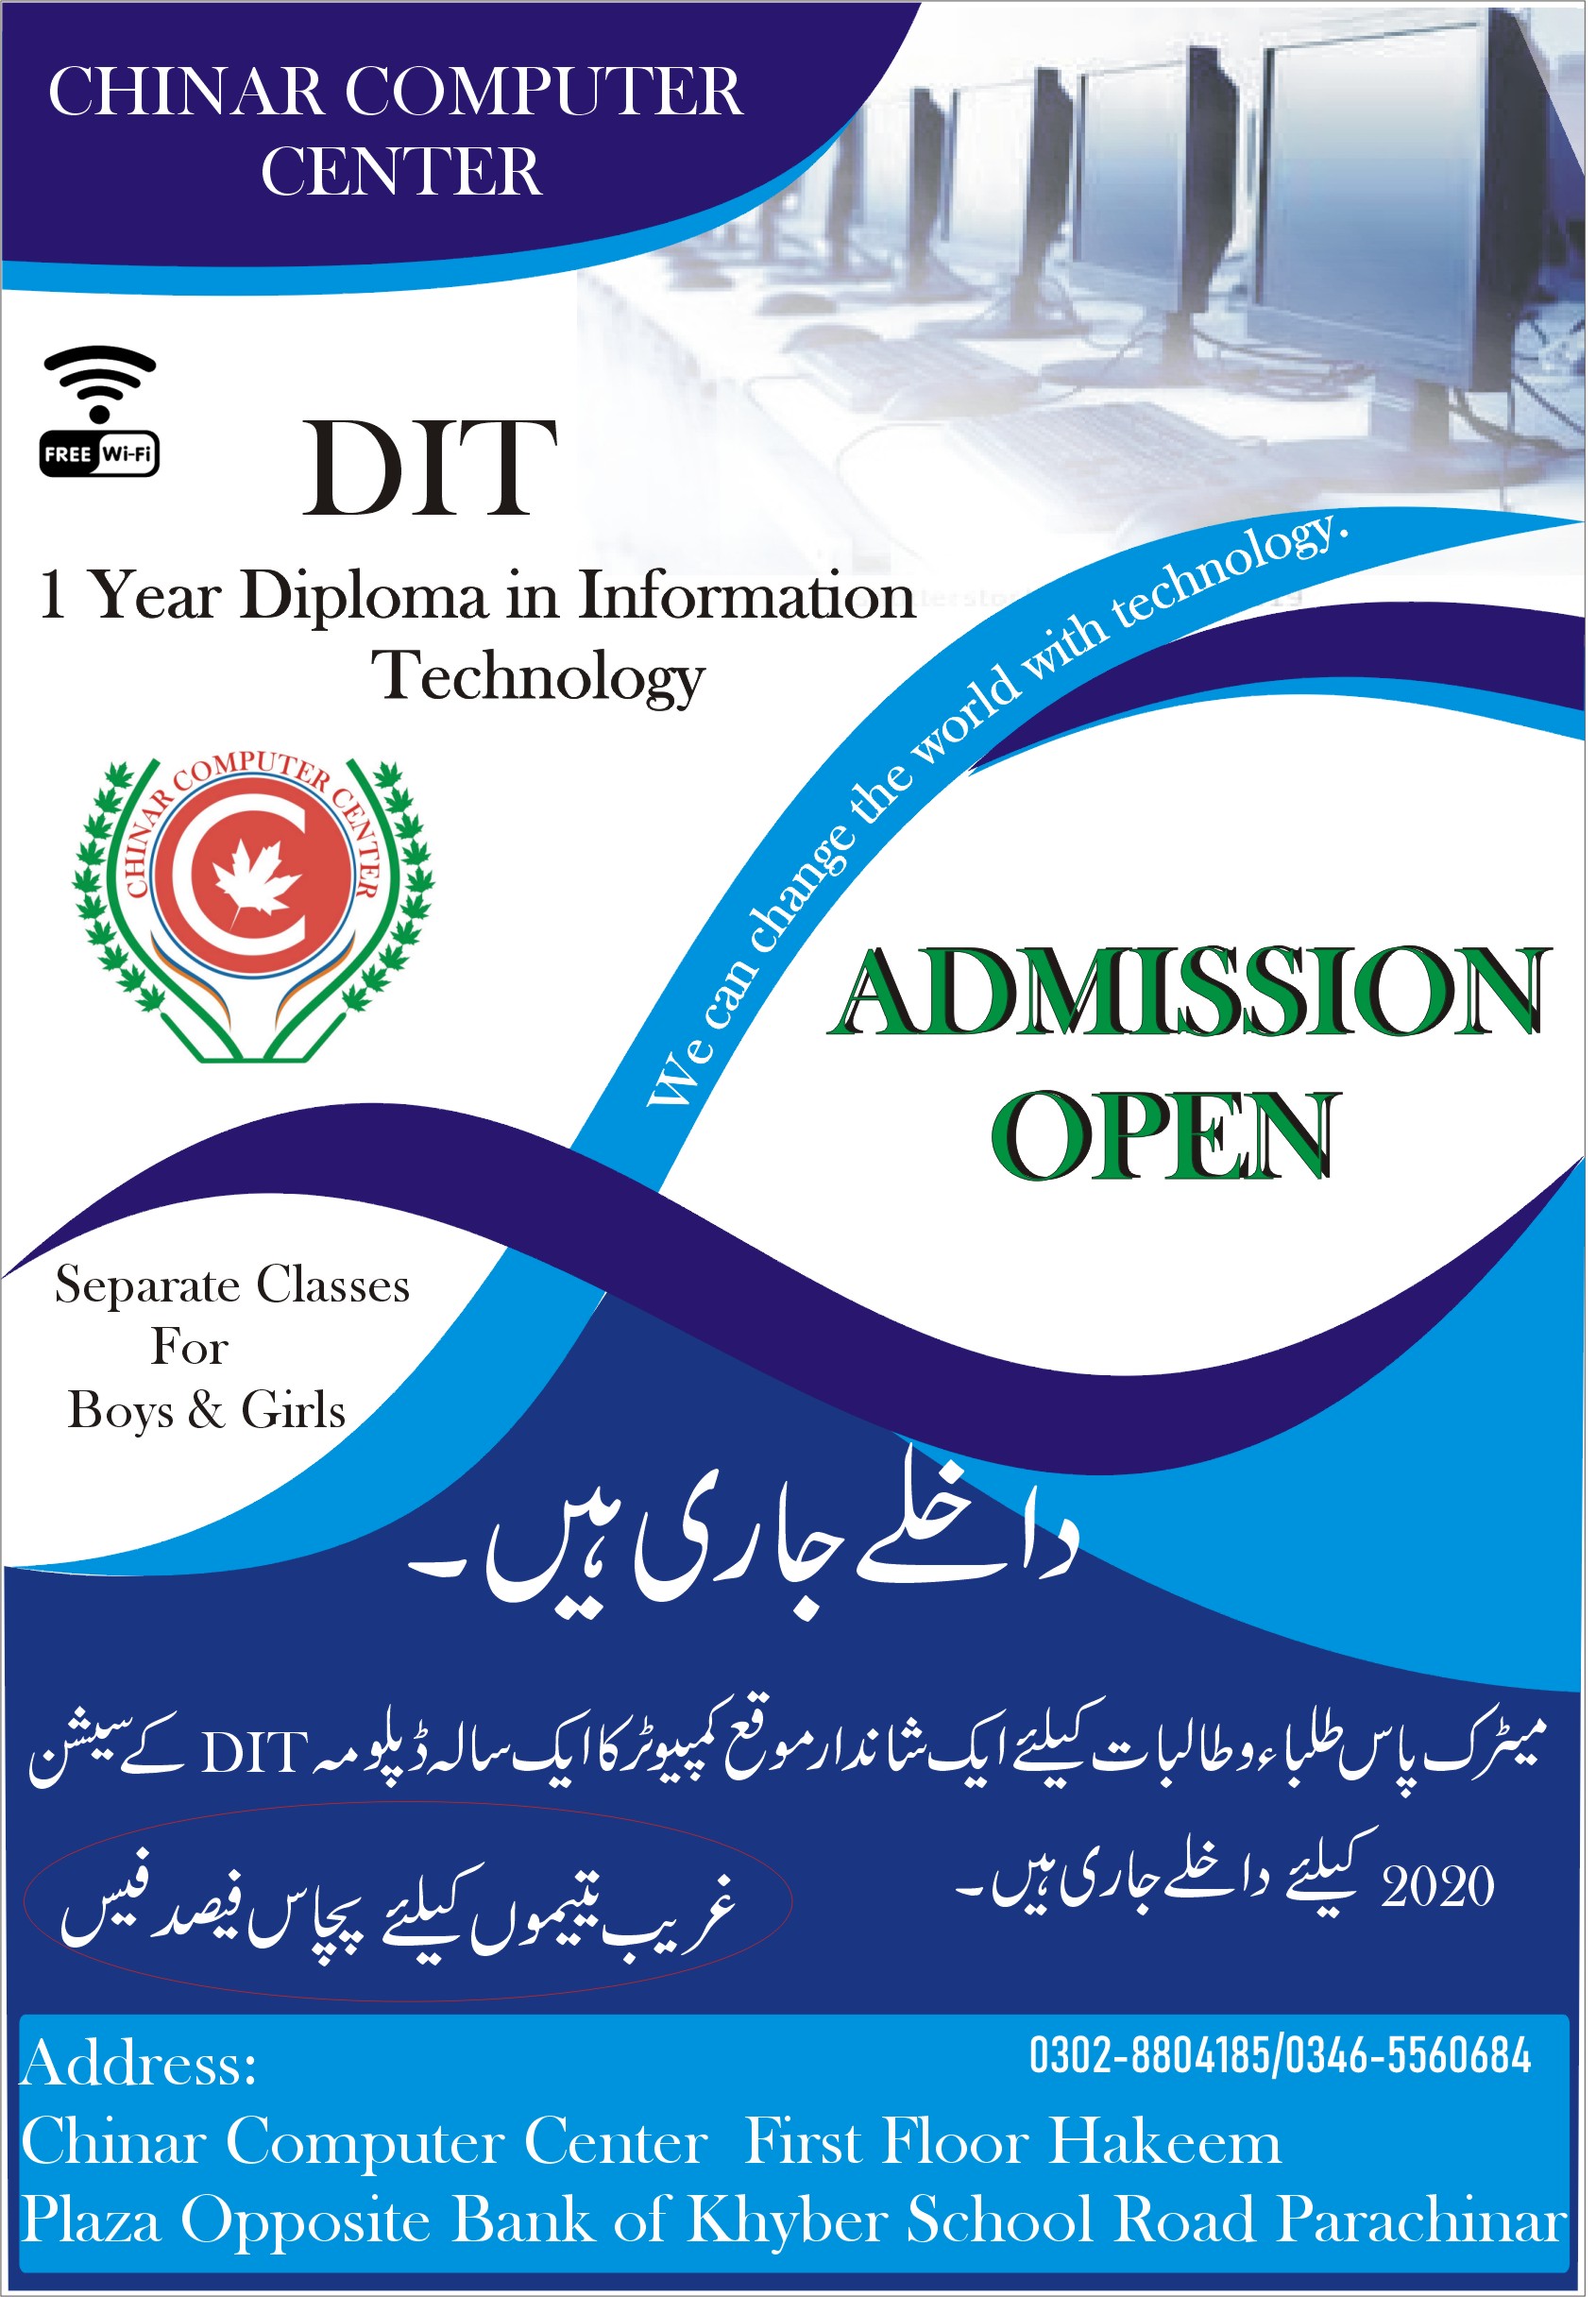 CHINAR COMPUTER
CENTER
FREE Wi-Fi
DIT
1 Year Diploma in Information
Technology
We can change the world with technology.
CHINAR COMPUTER CENTER
C
ADMISSION
OPEN
Separate Classes
For
Boys & Girls
داخلے جاری ہیں۔
میٹرک پاس طلباء و طالبات کیلئے ایک شاندار موقع کمپیوٹر کا ایک سالہ ڈپلومہ DIT کے سیشن
2020 کیلئے داخلے جاری ہیں۔
غریب یتیموں کیلئے پچاس فیصد فیس
Address:
0302-8804185/0346-5560684
Chinar Computer Center First Floor Hakeem
Plaza Opposite Bank of Khyber School Road Parachinar